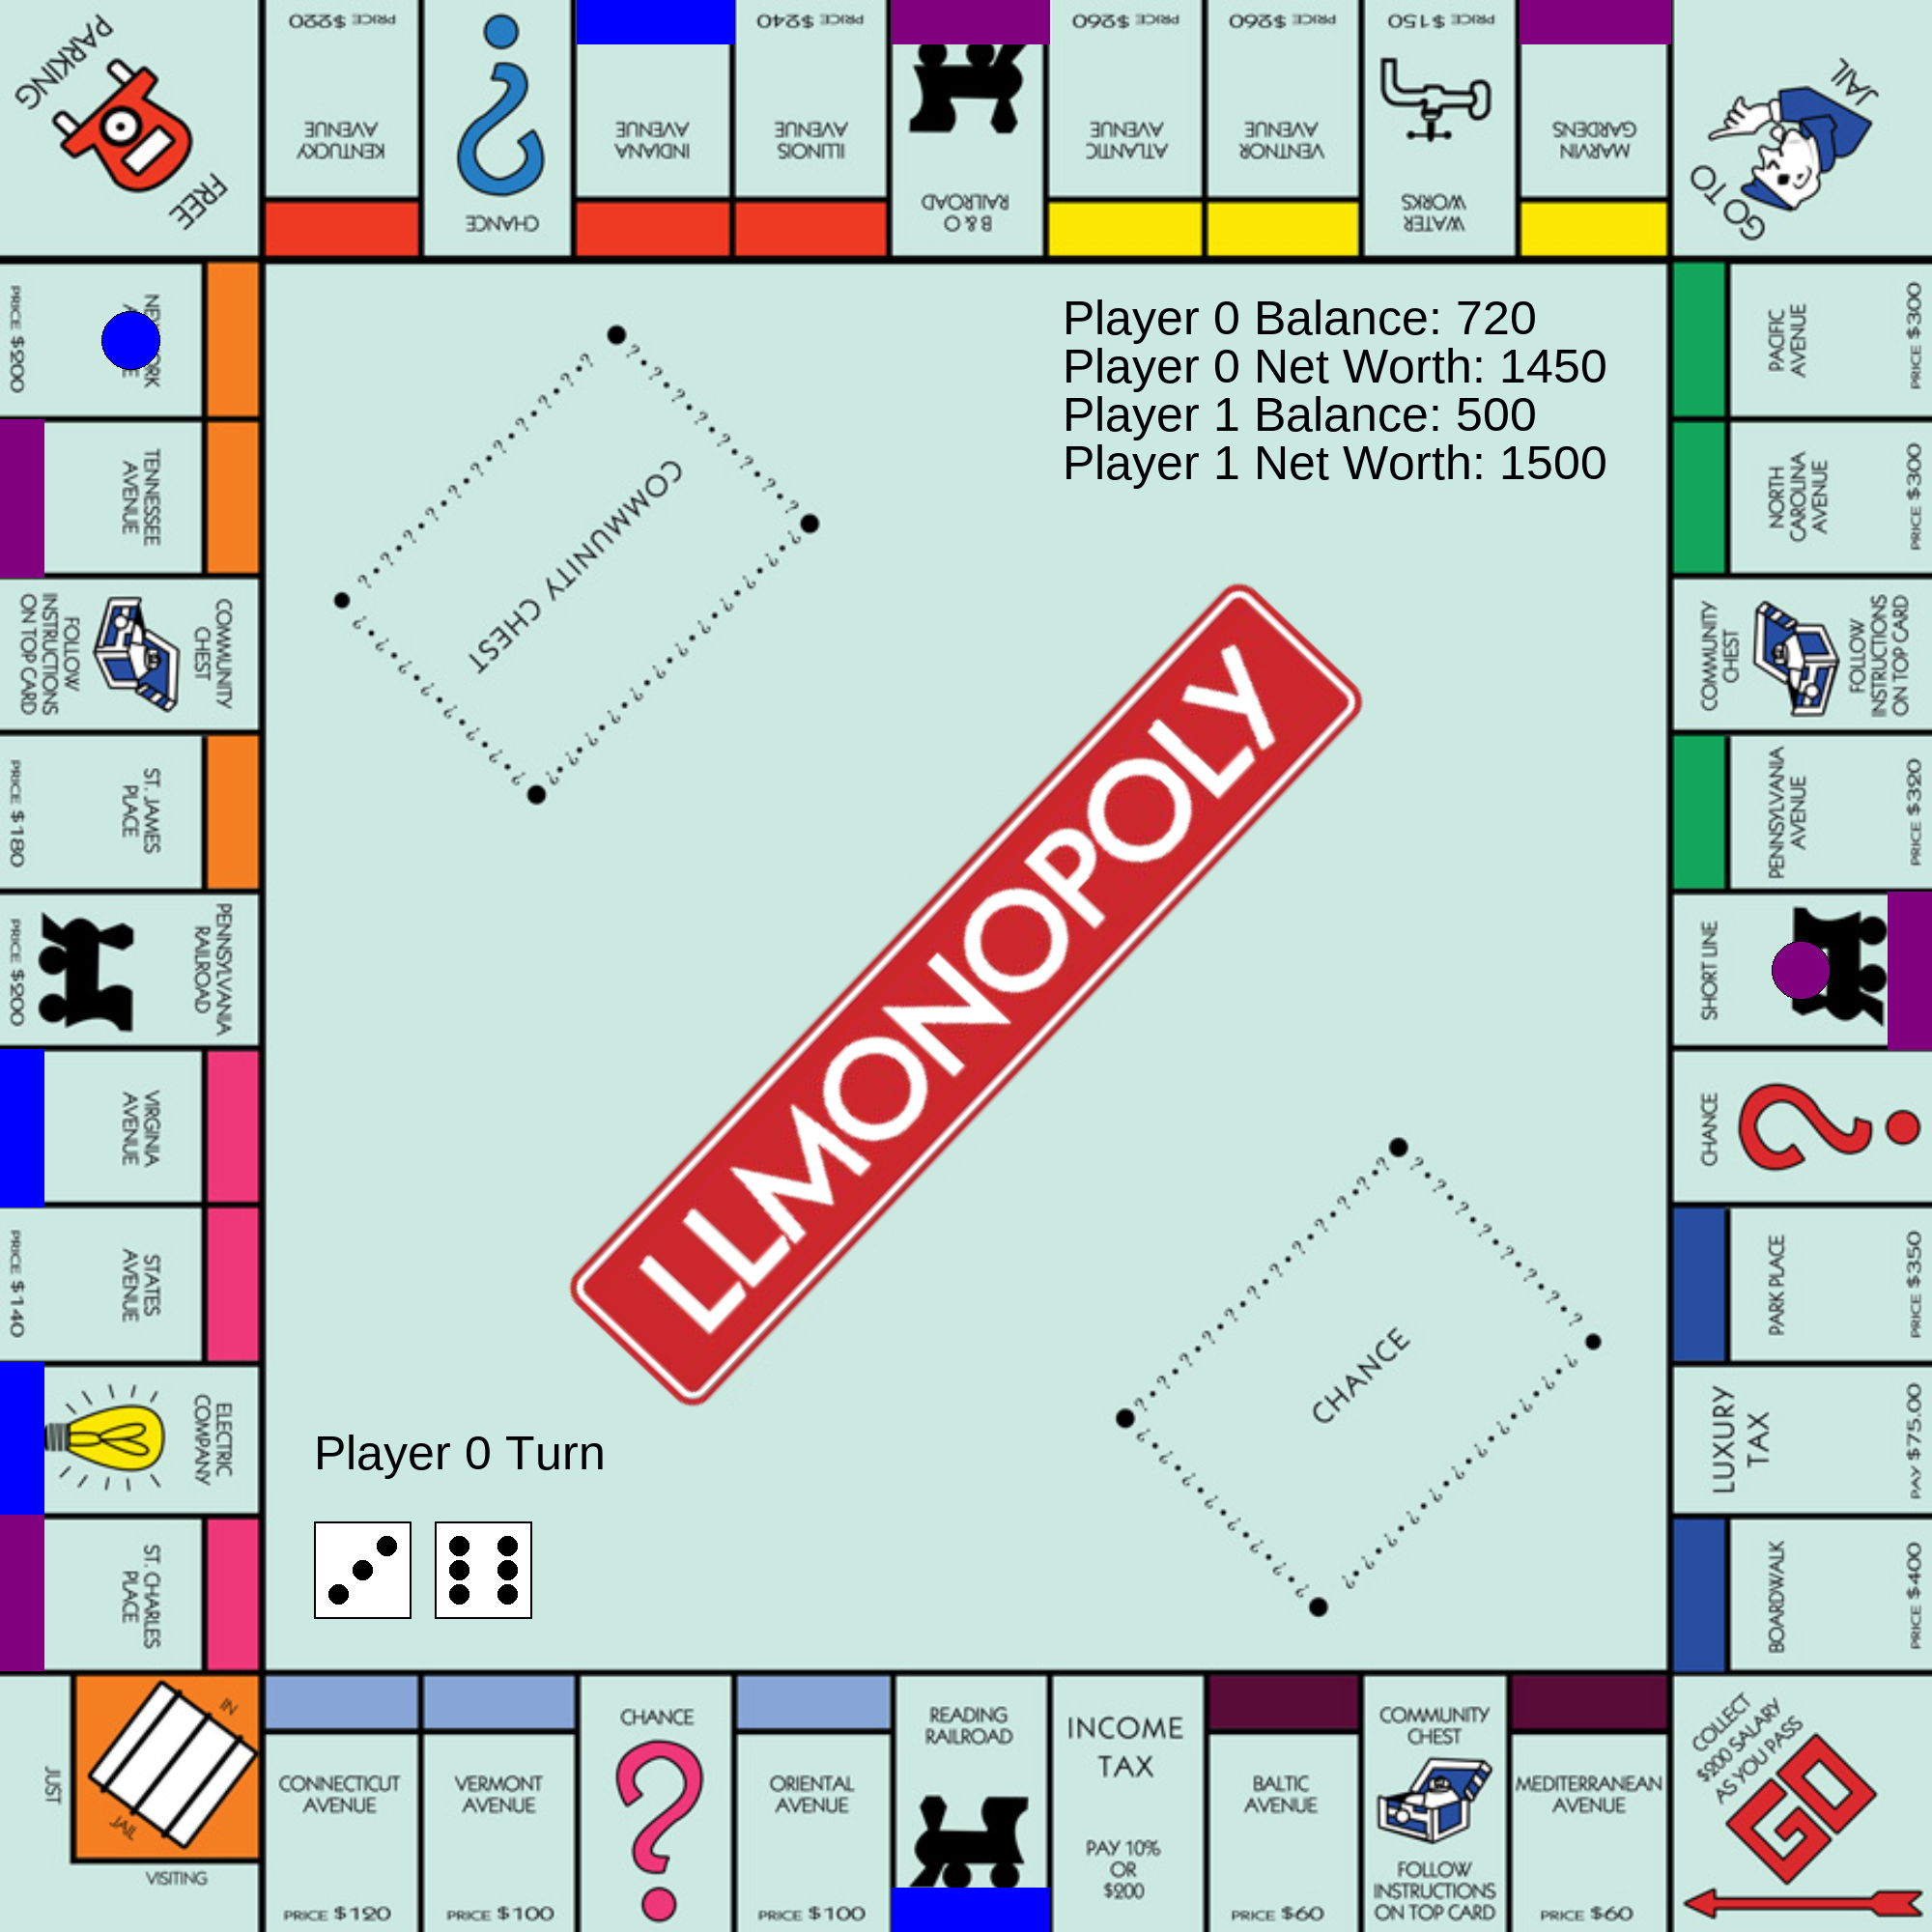 FREE
PARKING
PRICE $220
KENTUCKY
AVENUE
CHANCE
INDIANA
AVENUE
PRICE $240
ILLINOIS
AVENUE
B & O
RAILROAD
PRICE $260
ATLANTIC
AVENUE
PRICE $260
VENTNOR
AVENUE
PRICE $150
WATER
WORKS
MARVIN
GARDENS
GO TO
JAIL
PRICE $200
TENNESSEE
AVENUE
COMMUNITY
CHEST
FOLLOW
INSTRUCTIONS
ON TOP CARD
ST. JAMES
PLACE
PRICE $180
PENNSYLVANIA
RAILROAD
PRICE $200
VIRGINIA
AVENUE
STATES
AVENUE
PRICE $140
ELECTRIC
COMPANY
ST. CHARLES
PLACE
Player 0 Balance: 720
Player 0 Net Worth: 1450
Player 1 Balance: 500
Player 1 Net Worth: 1500
COMMUNITY CHEST
LLMONOPOLY
CHANCE
Player 0 Turn
PACIFIC
AVENUE
PRICE $300
NORTH
CAROLINA
AVENUE
PRICE $300
COMMUNITY
CHEST
FOLLOW
INSTRUCTIONS
ON TOP CARD
PENNSYLVANIA
AVENUE
PRICE $320
SHORT LINE
CHANCE
PARK PLACE
PRICE $350
LUXURY
TAX
PAY $75.00
BOARDWALK
PRICE $400
JUST
VISITING
IN
JAIL
CONNECTICUT
AVENUE
PRICE $120
VERMONT
AVENUE
PRICE $100
CHANCE
ORIENTAL
AVENUE
PRICE $100
READING
RAILROAD
INCOME
TAX
PAY 10%
OR
$200
BALTIC
AVENUE
PRICE $60
COMMUNITY
CHEST
FOLLOW
INSTRUCTIONS
ON TOP CARD
MEDITERRANEAN
AVENUE
PRICE $60
COLLECT
$200 SALARY
AS YOU PASS
GO